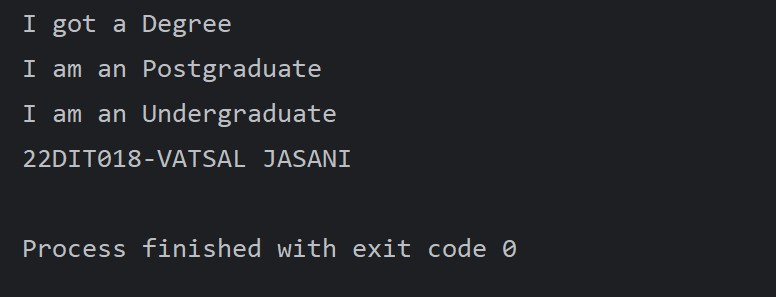 I got a Degree
I am an Postgraduate
I am an Undergraduate
22DIT018-VATSAL JASANI
Process finished with exit code 0